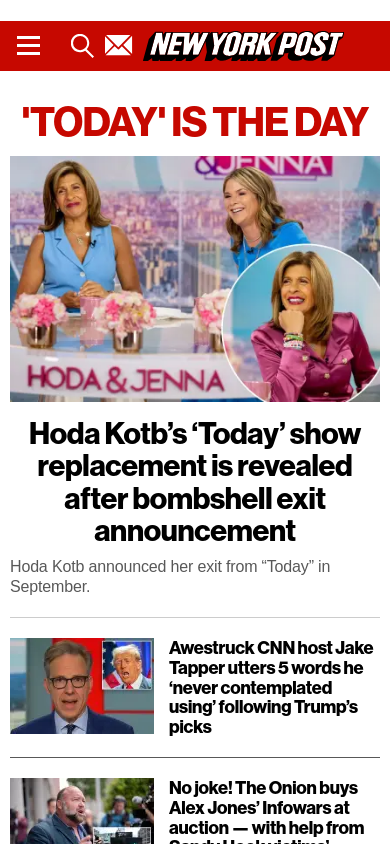 NEW YORK POST
'TODAY' IS THE DAY
& JENNA
HODA & JENNA
Hoda Kotb’s ‘Today’ show
replacement is revealed
after bombshell exit
announcement
Hoda Kotb announced her exit from “Today” in
September.
Awestruck CNN host Jake
Tapper utters 5 words he
‘never contemplated
using’ following Trump’s
picks
No joke! The Onion buys
Alex Jones’ Infowars at
auction — with help from
Sandy Hook victims’